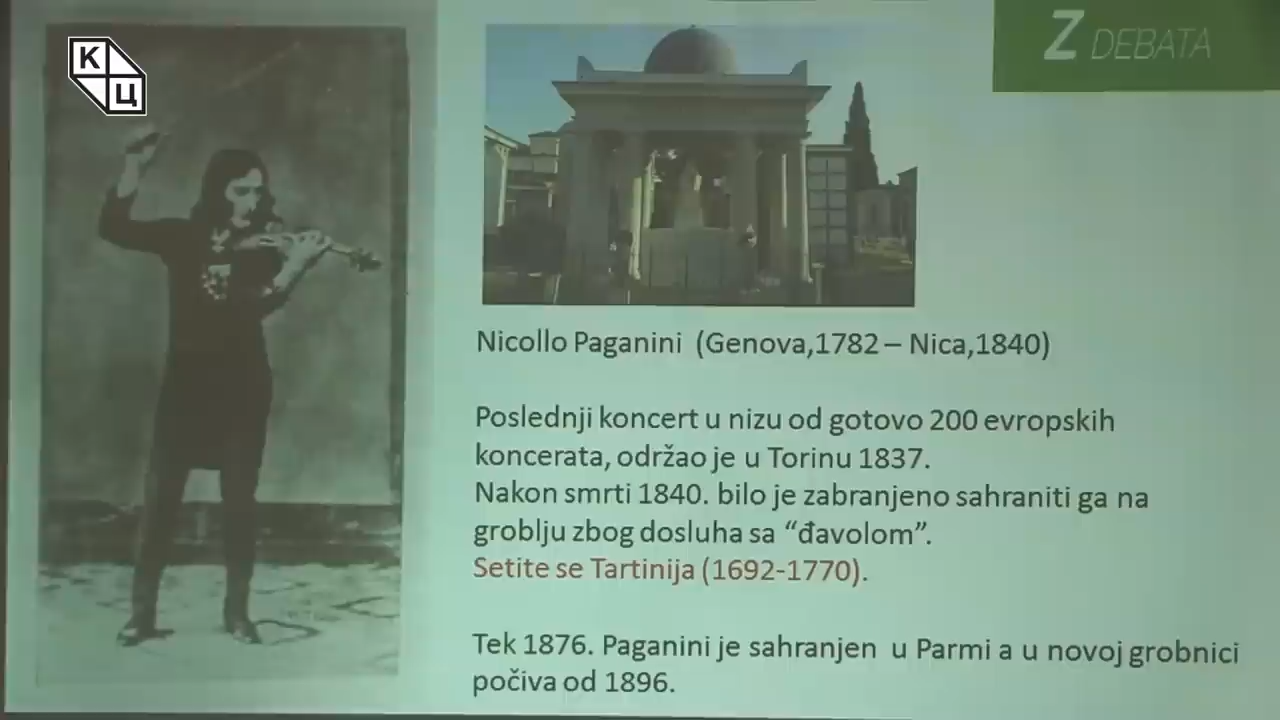 К
Ц
Z DEBATA
Nicollo Paganini (Genova,1782 – Nica,1840)
Poslednji koncert u nizu od gotovo 200 evropskih
koncerata, održao je u Torinu 1837.
Nakon smrti 1840. bilo je zabranjeno sahraniti ga na
groblju zbog dosluha sa “đavolom”.
Setite se Tartinija (1692-1770).
Tek 1876. Paganini je sahranjen u Parmi a u novoj grobnici
počiva od 1896.